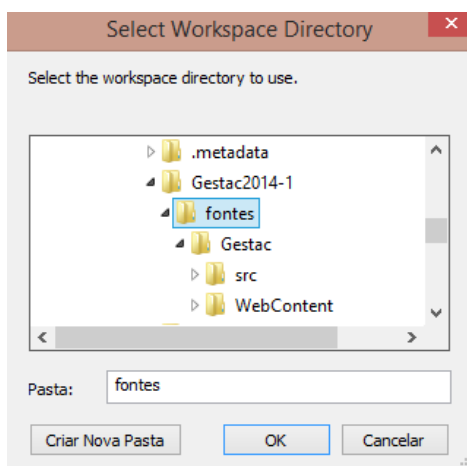 Select Workspace Directory
Select the workspace directory to use.
.metadata
Gestac2014-1
fontes
Gestac
src
WebContent
Pasta: fontes
Criar Nova Pasta OK Cancelar